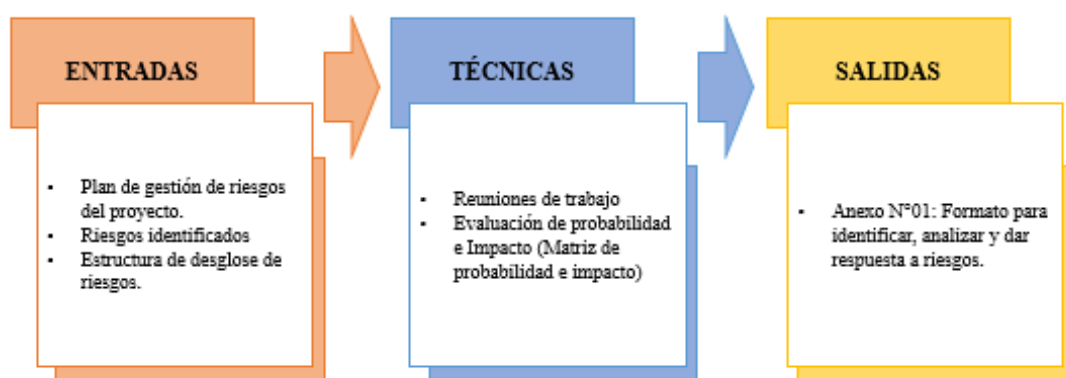 ENTRADAS
▪ Plan de gestión de riesgos
del proyecto.
▪ Riesgos identificados
▪ Estructura de desglose de
riesgos.
TÉCNICAS
▪ Reuniones de trabajo
▪ Evaluación de probabilidad
e Impacto (Matriz de
probabilidad e impacto)
SALIDAS
▪ Anexo N°01: Formato para
identificar, analizar y dar
respuesta a riesgos.